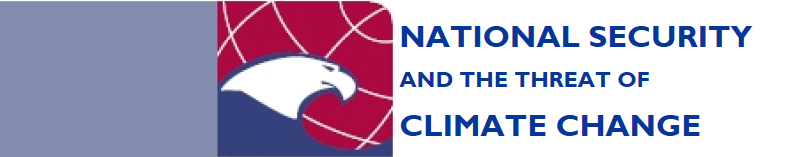 NATIONAL SECURITY
AND THE THREAT OF
CLIMATE CHANGE